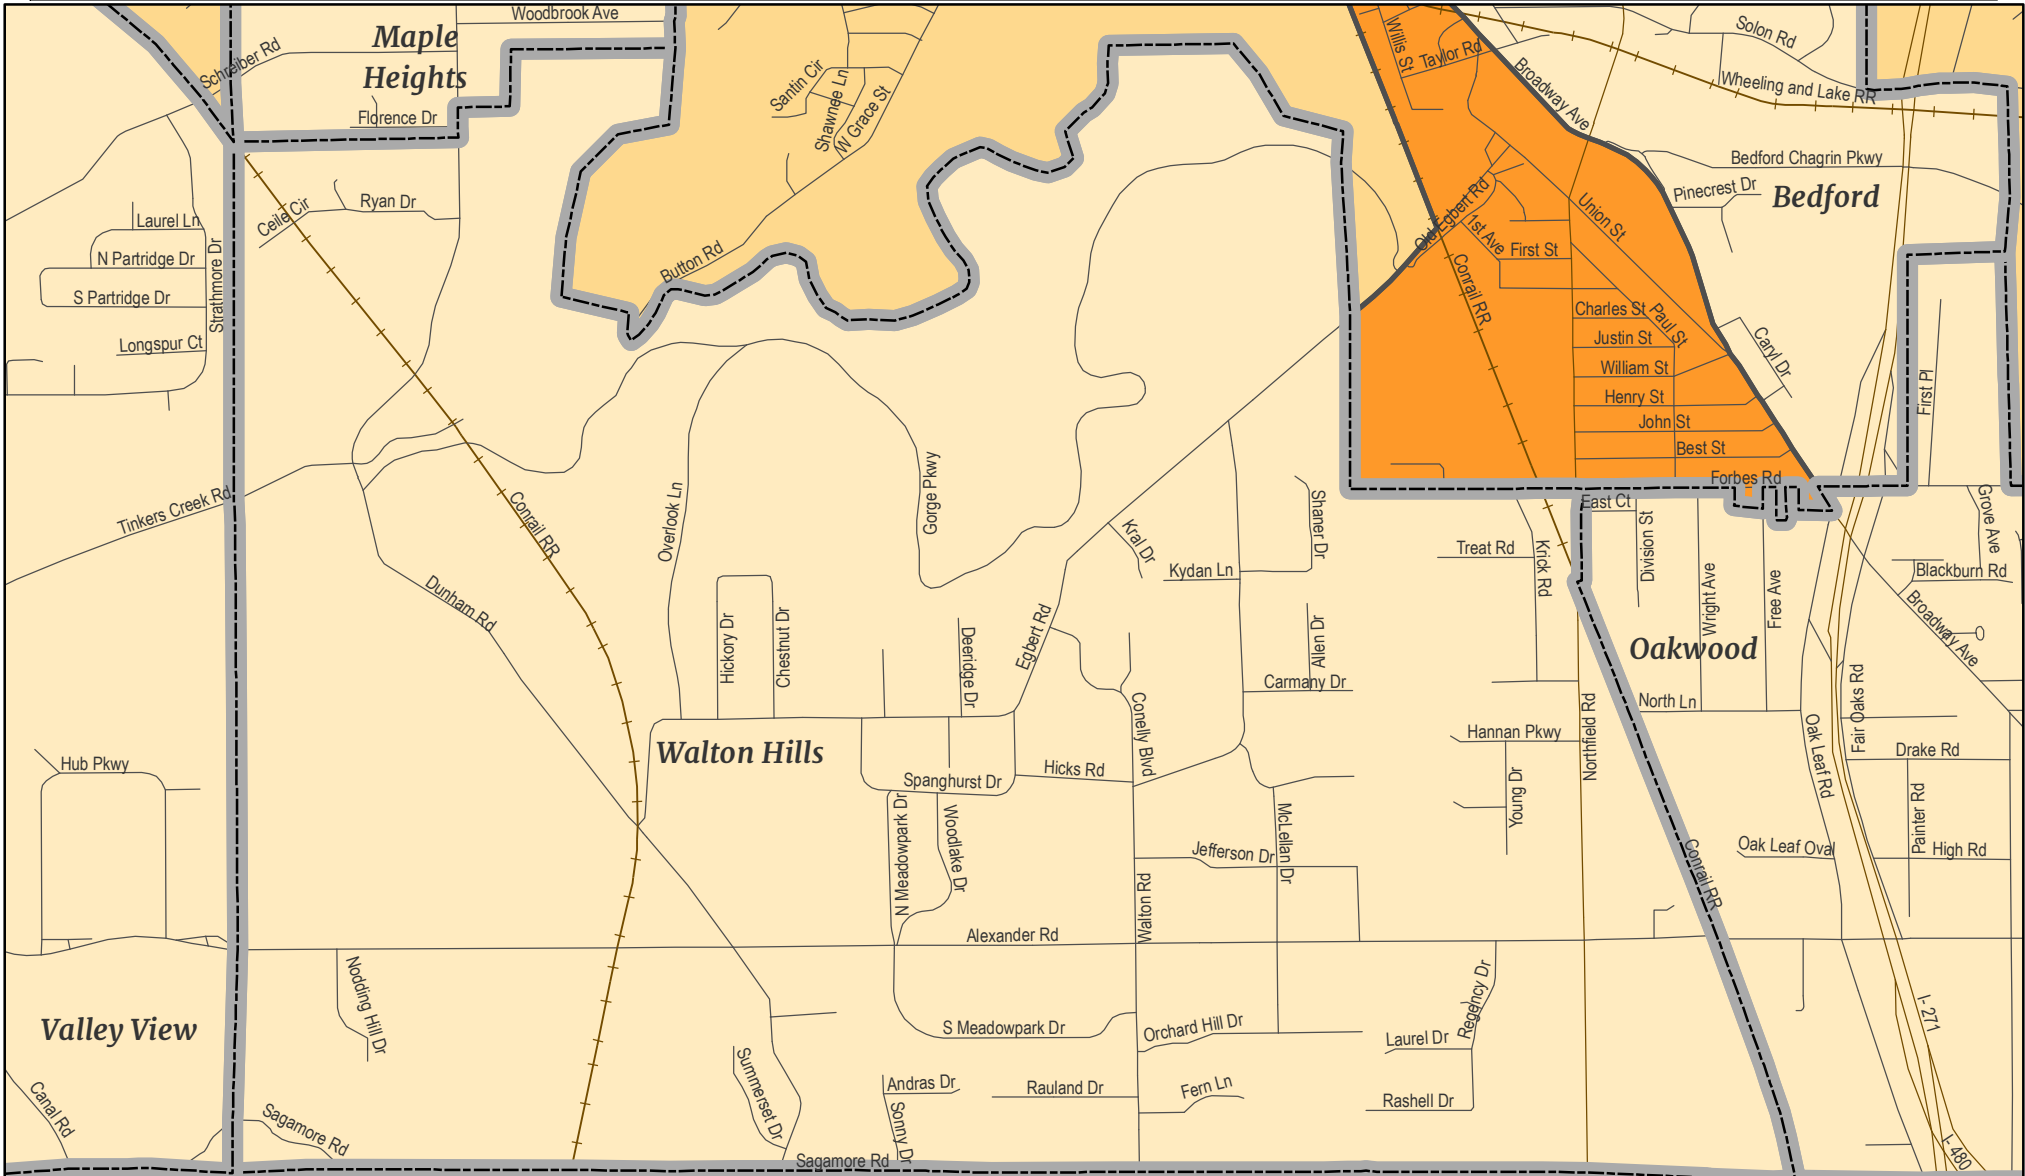 Woodbrook Ave
Maple
Heights
Schreiber Rd
Florence Dr
Santin Cir
Shawnee Ln
W Grace St
Willis St
Taylor Rd
Broadway Ave
Solon Rd
Wheeling and Lake RR
Bedford Chagrin Pkwy
Pinecrest Dr
Bedford
Laurel Ln
N Partridge Dr
S Partridge Dr
Strathmore Dr
Longspur Ct
Ceile Cir
Ryan Dr
Button Rd
Old Egbert Rd
1st Ave
First St
Union St
Conrail RR
Charles St
Paul St
Justin St
William St
Henry St
John St
Best St
Forbes Rd
Caryl Dr
First Pl
Tinkers Creek Rd
Conrail RR
Overlook Ln
Gorge Pkwy
Dunham Rd
Hickory Dr
Chestnut Dr
Deeridge Dr
Egbert Rd
Kral Dr
Kydan Ln
Shaner Dr
Allen Dr
Carmany Dr
Conelly Blvd
East Ct
Treat Rd
Krick Rd
Division St
Wright Ave
Free Ave
Grove Ave
Blackburn Rd
Broadway Ave
Oakwood
North Ln
Hannan Pkwy
Northfield Rd
Young Dr
Oak Leaf Rd
Fair Oaks Rd
Drake Rd
Painter Rd
High Rd
Oak Leaf Oval
Conrail RR
Hub Pkwy
Walton Hills
Spanghurst Dr
Hicks Rd
N Meadowpark Dr
Woodlake Dr
McLellan Dr
Jefferson Dr
Walton Rd
Alexander Rd
Valley View
Nodding Hill Dr
S Meadowpark Dr
Orchard Hill Dr
Regency Dr
Laurel Dr
I-271
Canal Rd
Sagamore Rd
Summerset Dr
Andras Dr
Sonny Dr
Rauland Dr
Fern Ln
Rashell Dr
Sagamore Rd
I-480